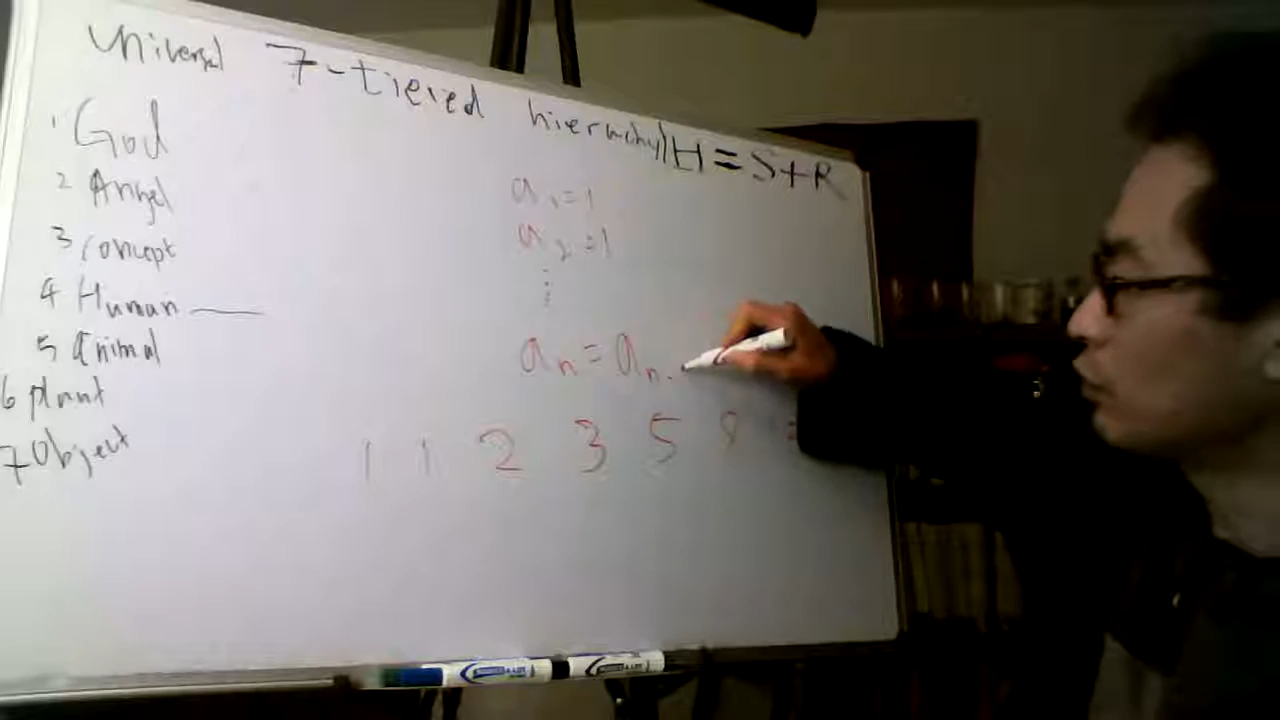 Universal 7-tiered hierarchy H=S+R
1 God
2 Angel
3 concept
4 Human
5 animal
6 plant
7 Object
a₁=1
a₂=1
⋮
aₙ=aₙ₋
1 1 2 3 5 8